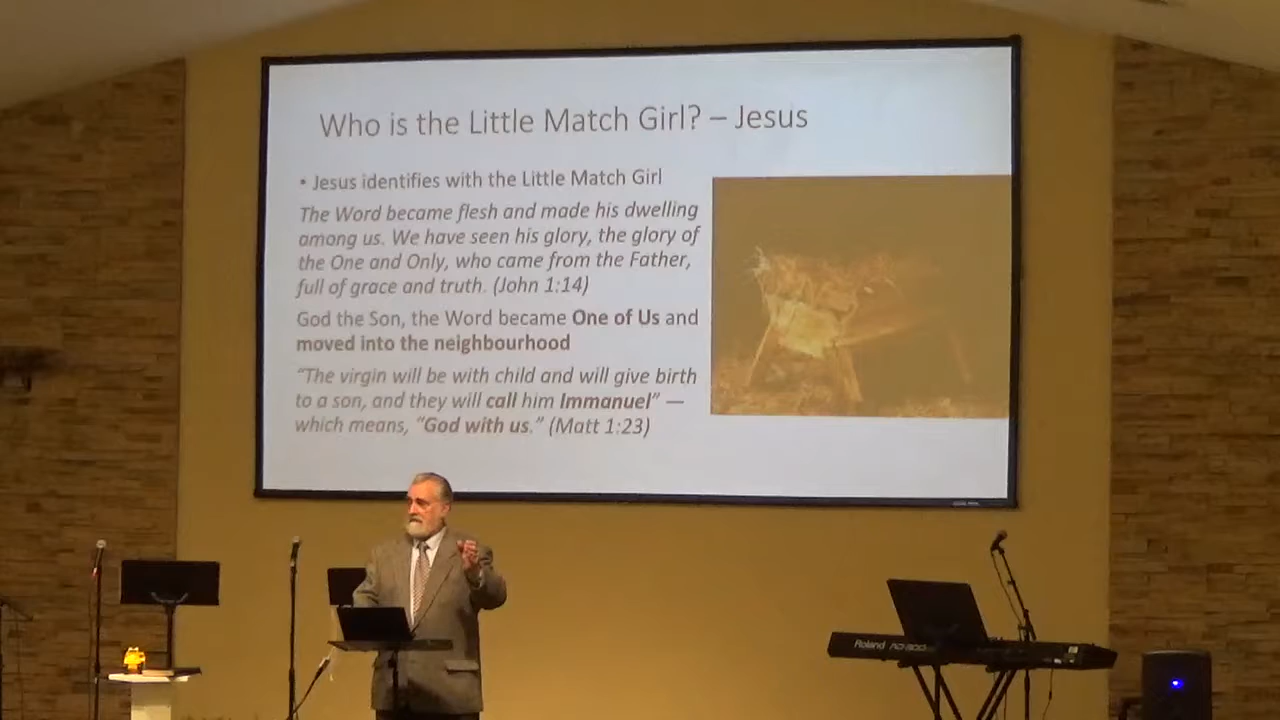 Who is the Little Match Girl? – Jesus
• Jesus identifies with the Little Match Girl
The Word became flesh and made his dwelling
among us. We have seen his glory, the glory of
the One and Only, who came from the Father,
full of grace and truth. (John 1:14)
God the Son, the Word became One of Us and
moved into the neighbourhood
“The virgin will be with child and will give birth
to a son, and they will call him Immanuel” —
which means, “God with us.” (Matt 1:23)
Roland